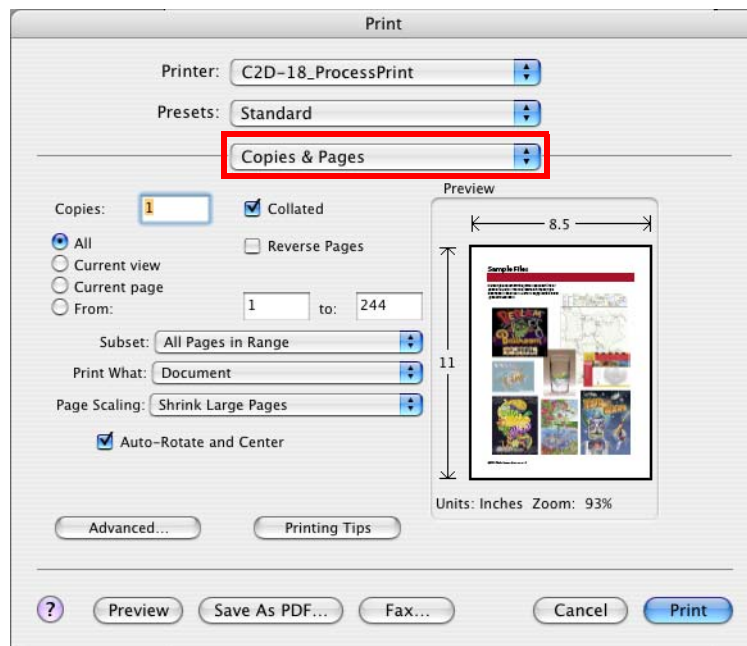 Print
Printer: C2D-18_ProcessPrint
Presets: Standard
Copies & Pages
Copies: 1
Collated
All
Reverse Pages
Current view
Current page
From: 1 to: 244
Subset: All Pages in Range
Print What: Document
Page Scaling: Shrink Large Pages
Auto-Rotate and Center
Advanced...
Printing Tips
Preview
8.5
11
Sample Files
Units: Inches Zoom: 93%
?
Preview
Save As PDF...
Fax...
Cancel
Print